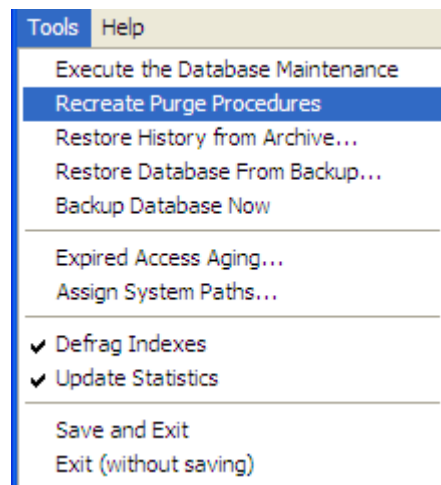 Tools Help
Execute the Database Maintenance
Recreate Purge Procedures
Restore History from Archive...
Restore Database From Backup...
Backup Database Now
Expired Access Aging...
Assign System Paths...
Defrag Indexes
Update Statistics
Save and Exit
Exit (without saving)